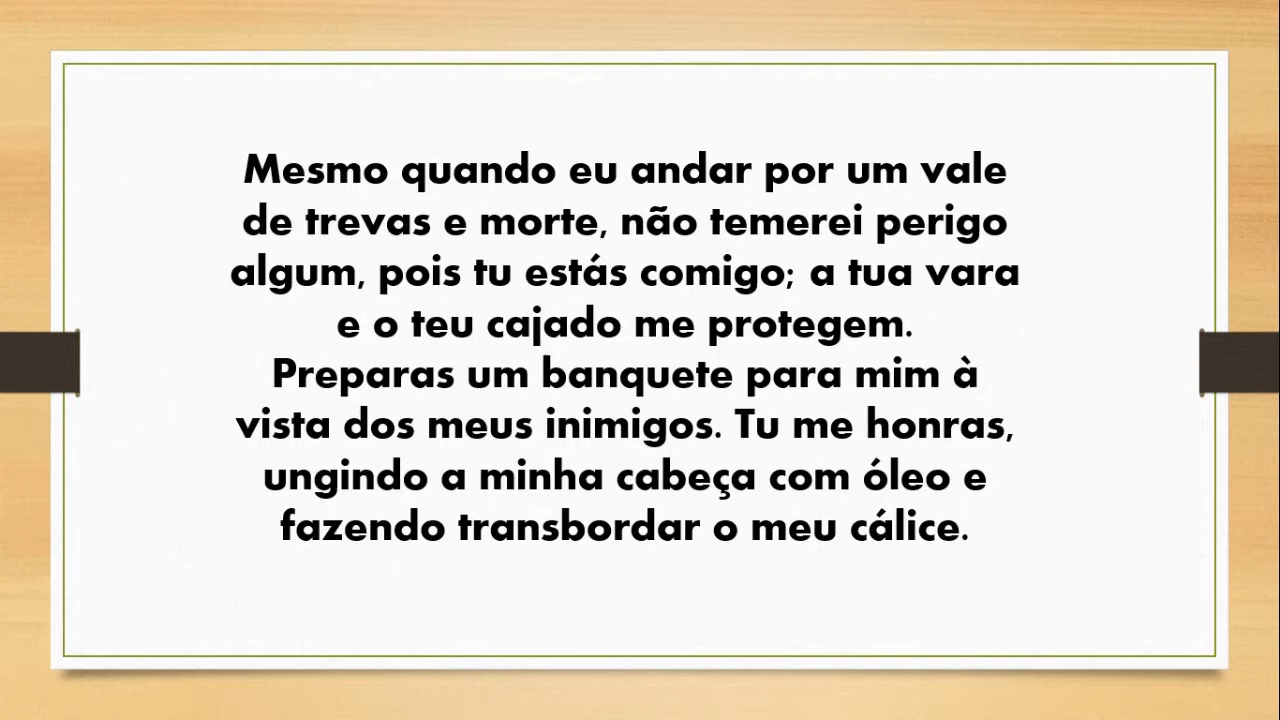 Mesmo quando eu andar por um vale
de trevas e morte, não temerei perigo
algum, pois tu estás comigo; a tua vara
e o teu cajado me protegem.
Preparas um banquete para mim à
vista dos meus inimigos. Tu me honras,
ungindo a minha cabeça com óleo e
fazendo transbordar o meu cálice.